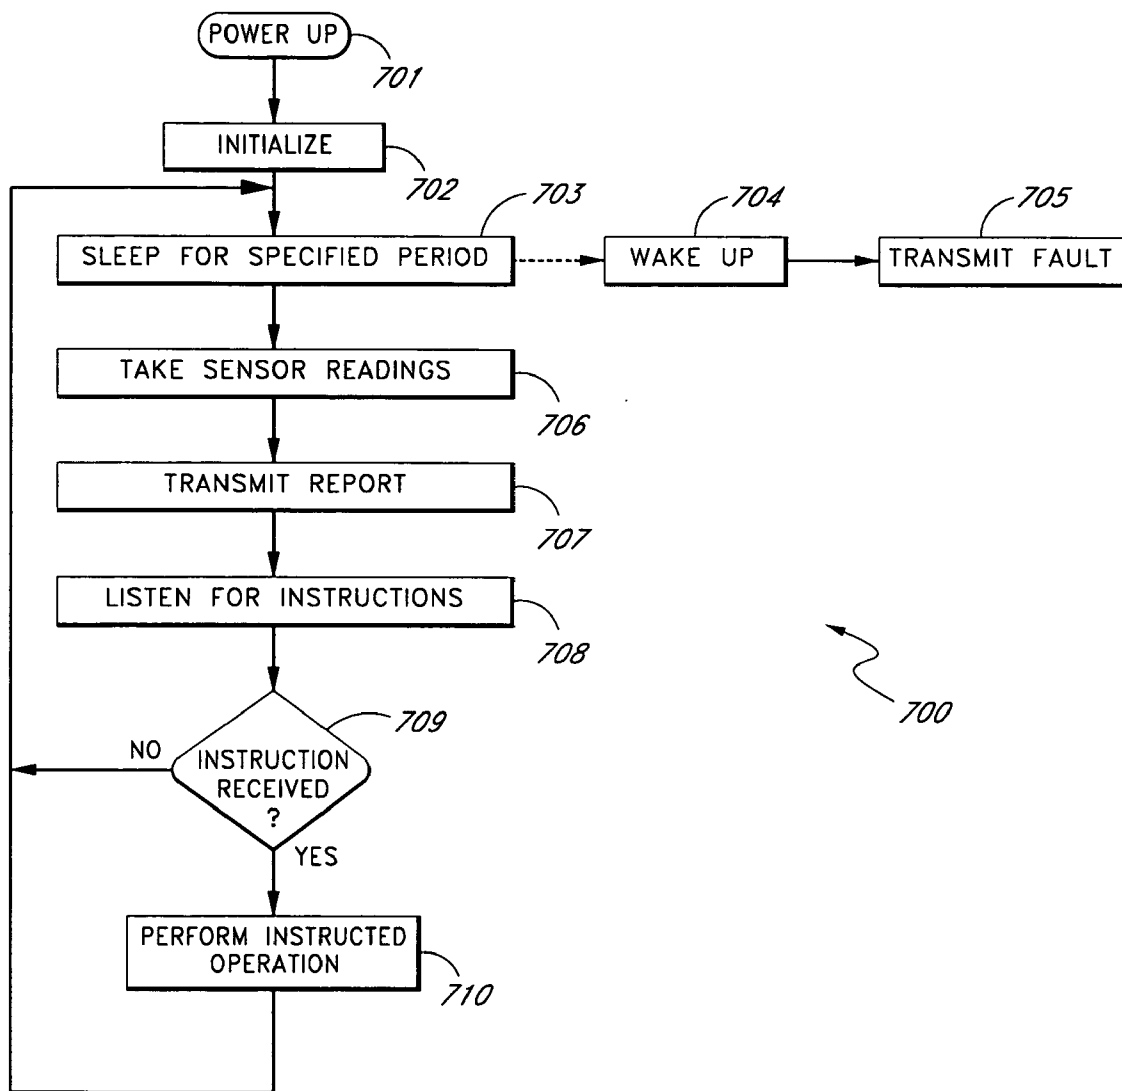 POWER UP
701
INITIALIZE
702
703
704
705
SLEEP FOR SPECIFIED PERIOD
WAKE UP
TRANSMIT FAULT
TAKE SENSOR READINGS
706
TRANSMIT REPORT
707
LISTEN FOR INSTRUCTIONS
708
709
700
NO
INSTRUCTION
RECEIVED
?
YES
PERFORM INSTRUCTED
OPERATION
710